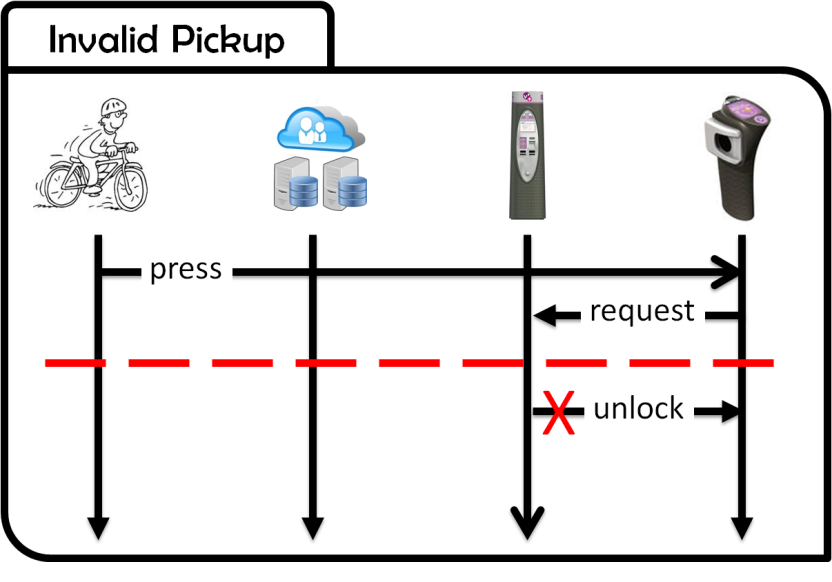 Invalid Pickup
press
request
unlock